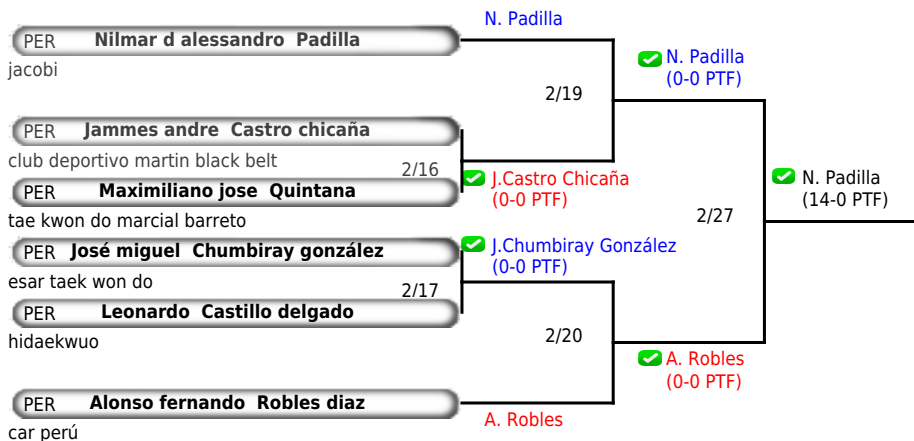 N. Padilla
PER Nilmar d alessandro Padilla
jacobi
N. Padilla
(0-0 PTF)
2/19
PER Jammes andre Castro chicaña
club deportivo martin black belt
2/16
J.Castro Chicaña
(0-0 PTF)
PER Maximiliano jose Quintana
tae kwon do marcial barreto
N. Padilla
(14-0 PTF)
2/27
PER José miguel Chumbiray gonzález
J.Chumbiray González
(0-0 PTF)
esar taek won do
2/17
PER Leonardo Castillo delgado
hidaekwuo
2/20
A. Robles
(0-0 PTF)
PER Alonso fernando Robles diaz
A. Robles
car perú